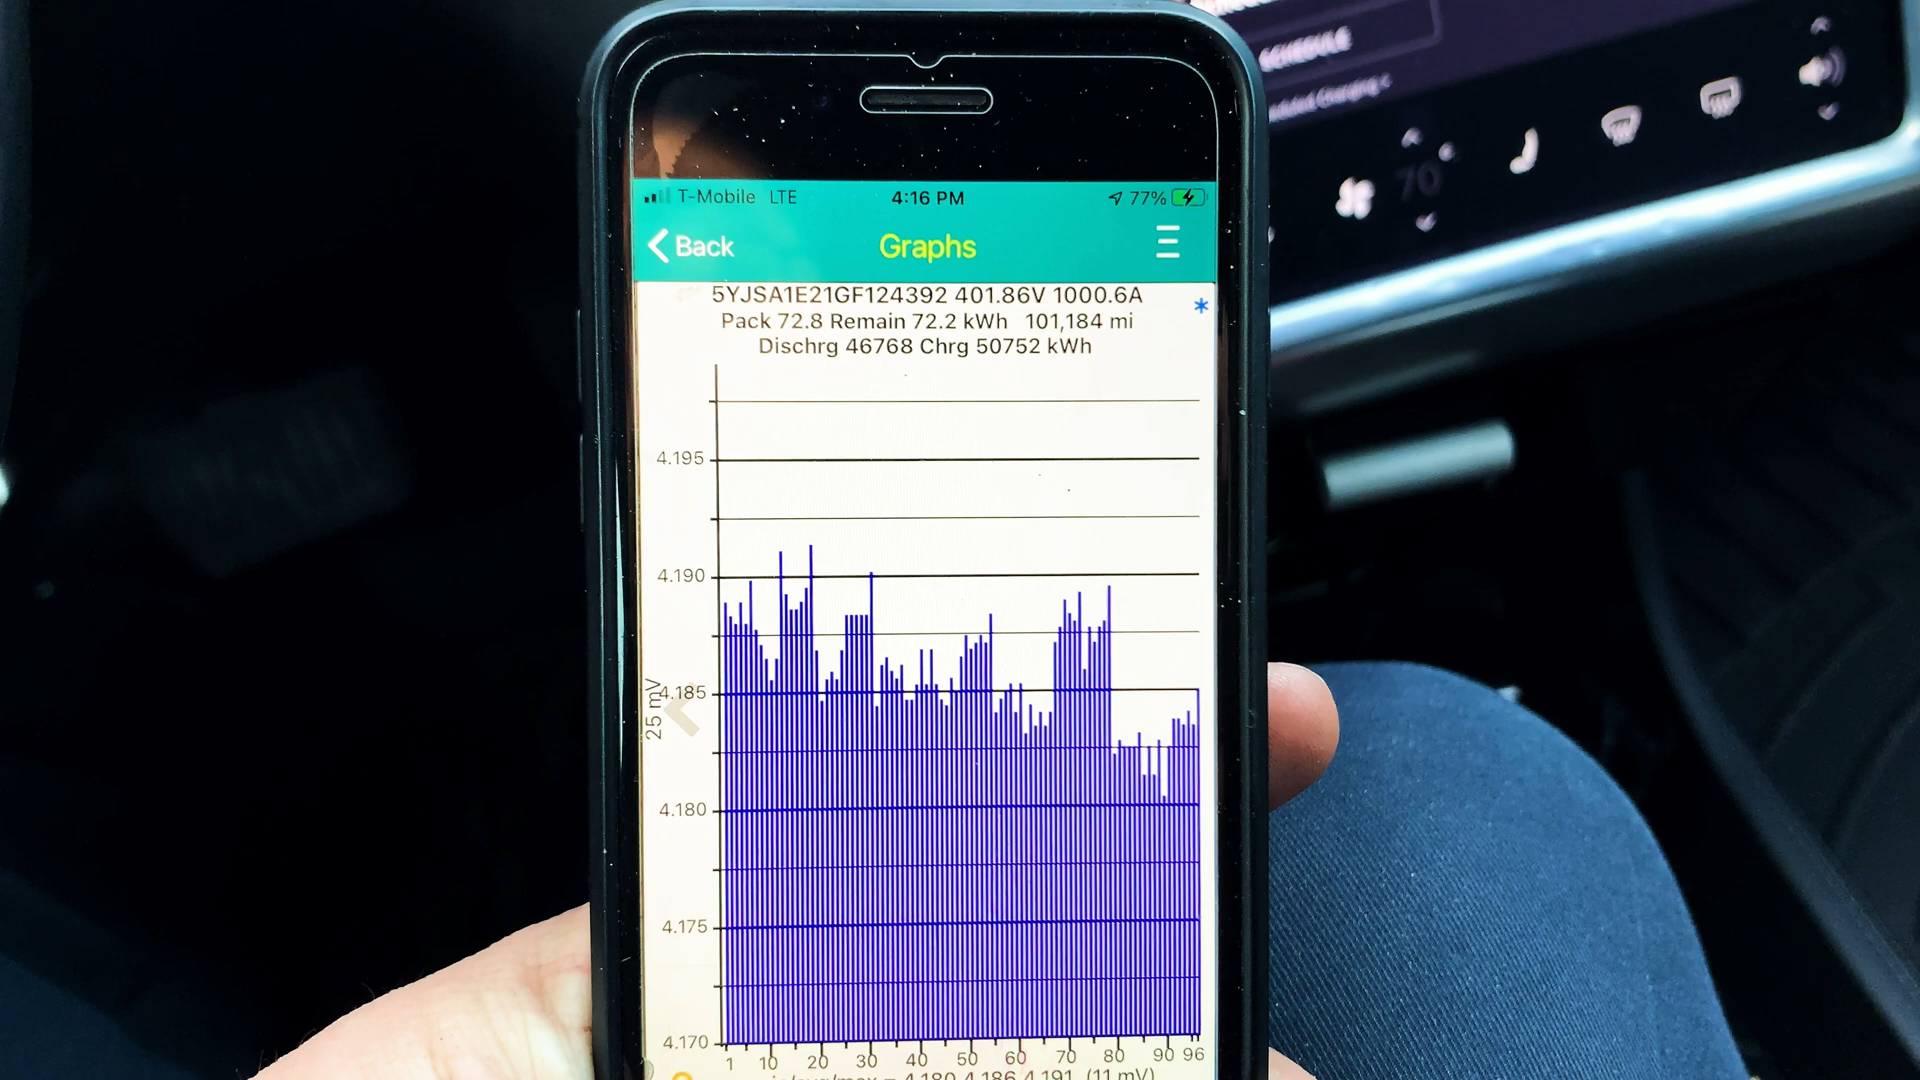 SCHEDULE
T-Mobile LTE 4:16 PM 77%
70
Back Graphs
5YJSA1E21GF124392 401.86V 1000.6A
Pack 72.8 Remain 72.2 kWh 101,184 mi
Dischrg 46768 Chrg 50752 kWh
4.195
4.190
4.185
25 mV
4.180
4.175
4.170
1 10 20 30 40 50 60 70 80 90 96
4.180 4.186 4.191 (11 mV)